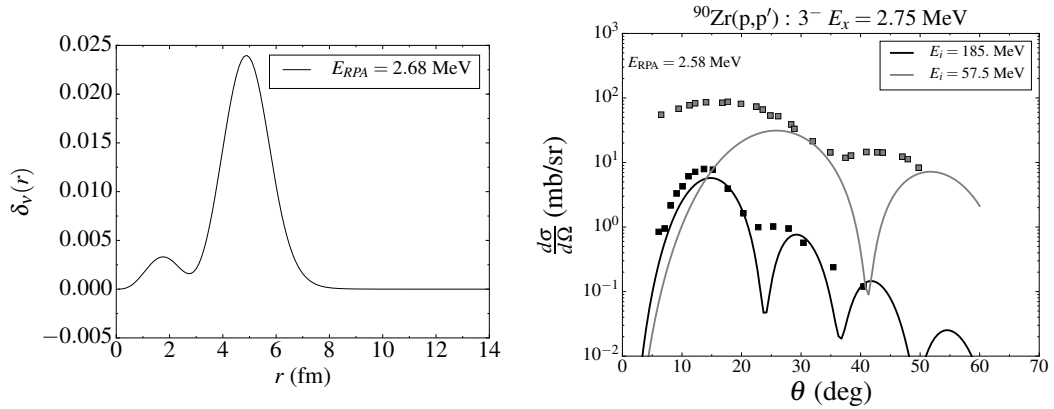 0.025
0.020
0.015
0.010
0.005
0.000
−0.005
δᵥ(r)
E_RPA = 2.68 MeV
0 2 4 6 8 10 12 14
r (fm)
⁹⁰Zr(p,p′) : 3⁻ Eₓ = 2.75 MeV
10³
10²
10¹
10⁰
10⁻¹
10⁻²
dσ/dΩ (mb/sr)
E_RPA = 2.58 MeV
E_i = 185. MeV
E_i = 57.5 MeV
0 10 20 30 40 50 60 70
θ (deg)